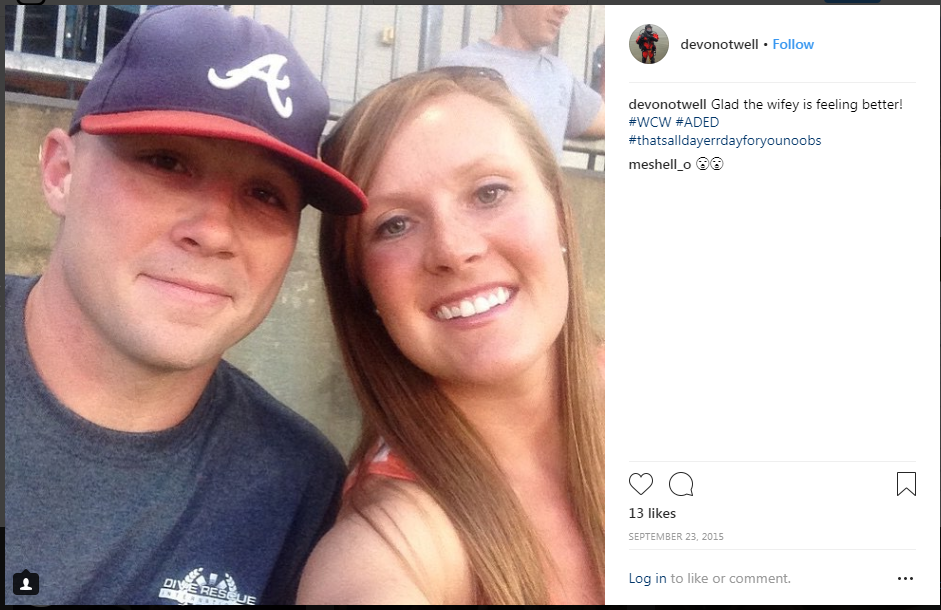 A
DIVE RESCUE
INTERNATIONAL
devonotwell • Follow
devonotwell Glad the wifey is feeling better!
#WCW #ADED
#thatsalldayerrdayforyounoobs
meshell_o 😮😮
13 likes
SEPTEMBER 23, 2015
Log in to like or comment.